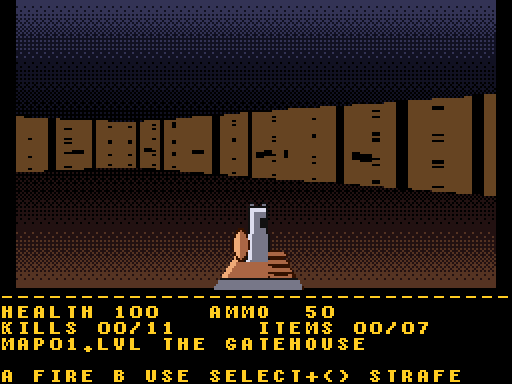 HEALTH 100 AMMO 50
KILLS 00/11 ITEMS 00/07
MAP01.LVL THE GATEHOUSE
A FIRE B USE SELECT+<> STRAFE